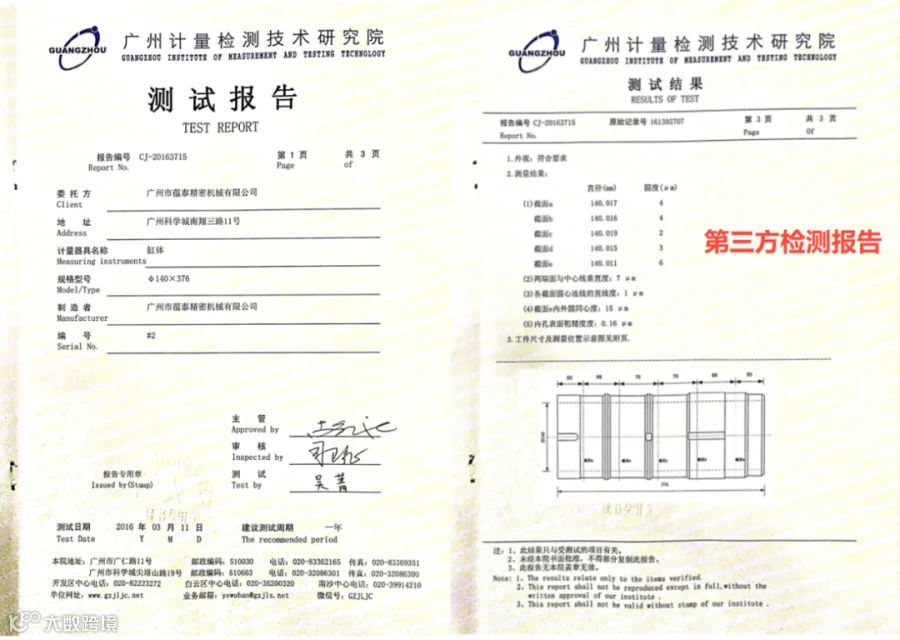 GUANGZHOU
广州计量检测技术研究院
GUANGZHOU INSTITUTE OF MEASUREMENT AND TESTING TECHNOLOGY
测试报告
TEST REPORT
报告编号 CJ-20163715 第 1 页 共 3 页
Report No. Page of
委托方 广州市蕴泰精密机械有限公司
Client
地址 广州科学城南翔三路11号
Address
计量器具名称 缸体
Measuring instruments
规格型号 Φ140×376
Model/Type
制造者 广州市蕴泰精密机械有限公司
Manufacturer
编号 #2
Serial No.
主管
Approved by
审核
Inspected by
报告专用章 测试
Issued by(Stamp) Test by 吴菁
测试日期 2016 年 03 月 11 日 建议测试周期 一年
Test Date Y M D The recommended period
本院地址：广州市广仁路11号 邮政编码：510030 电话：020-83362165 传真：020-83369351
广州市科学城尖塔山路19号 邮政编码：510663 电话：020-32086301 传真：020-32086300
开发区中心电话：020-82223272 白云区中心电话：020-36200320 南沙中心电话：020-39914210
单位网址：www.gzjljc.net 业务邮箱：yewuban@gzjls.net 微信号：GZJLJC
GUANGZHOU
广州计量检测技术研究院
GUANGZHOU INSTITUTE OF MEASUREMENT AND TESTING TECHNOLOGY
测试结果
RESULTS OF TEST
报告编号 CJ-20163715 原始记录号 161392707 第 3 页 共 3 页
Report No. Page Of
1.外观：符合要求
2.测量结果：
直径(mm) 圆度(μm)
(1)截面a 140.017 4
截面b 140.016 4
截面c 140.019 2
截面d 140.015 3
截面e 140.011 6
(2)两端面与中心线垂直度：7 μm
(3)各截面圆心连线的直线度：1 μm
(4)截面e内外圆同心度：15 μm
(5)内孔表面粗糙度度：0.16 μm
3.工件尺寸及测量位置示意图见附页.
第三方检测报告
376
注：1、此结果只与受测试的项目有关。
2、未经本院书面批准，不得部分复制此报告。
3、此报告无本院盖章无效。
Note: 1. The results relate only to the items verified.
2. This report shall not be reproduced except in full,without the
written approval of our institute .
3. This report shall not be valid without stamp of our institute .
大数跨境